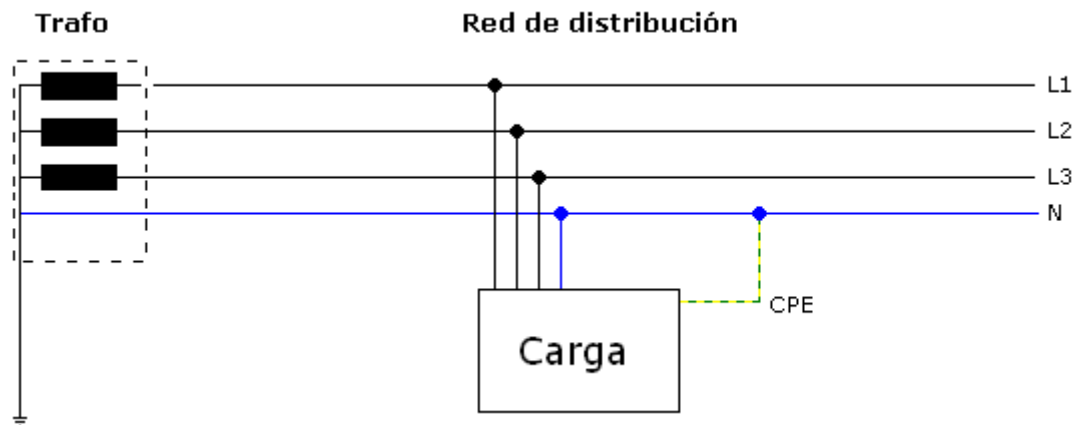 Trafo
Red de distribución
L1
L2
L3
N
CPE
Carga